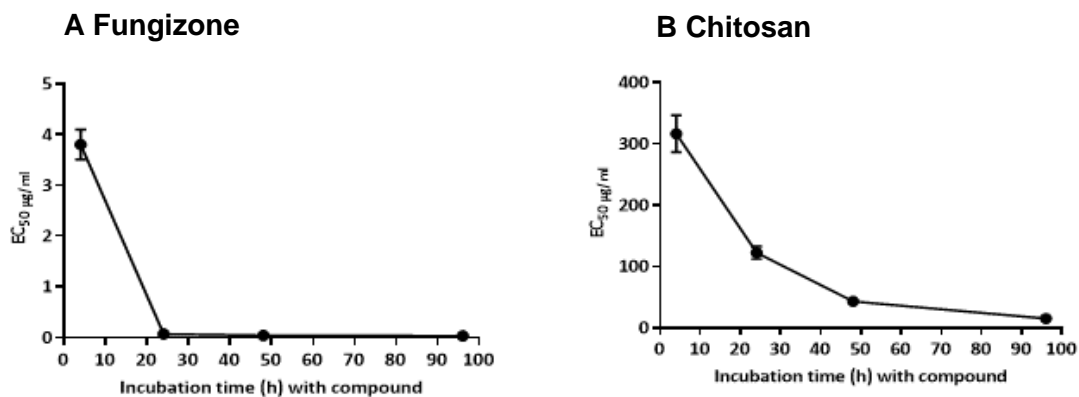 A Fungizone
B Chitosan
5
4
3
2
1
0
EC50 µg/ml
0 10 20 30 40 50 60 70 80 90 100
Incubation time (h) with compound
400
300
200
100
0
EC50 µg/ml
0 10 20 30 40 50 60 70 80 90 100
Incubation time (h) with compound